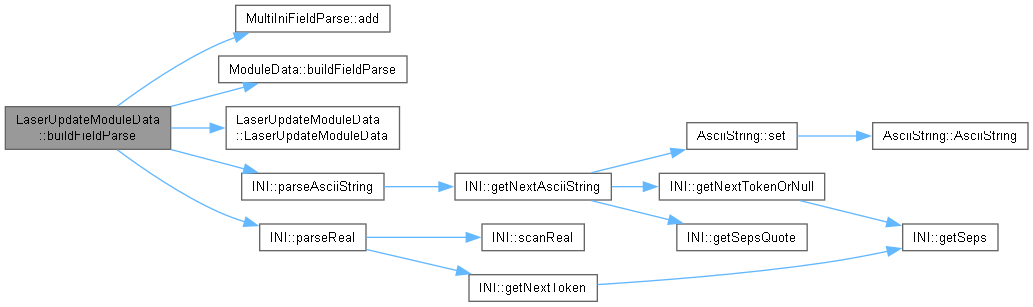 LaserUpdateModuleData
::buildFieldParse
MultiIniFieldParse::add
ModuleData::buildFieldParse
LaserUpdateModuleData
::LaserUpdateModuleData
INI::parseAsciiString
INI::parseReal
INI::getNextAsciiString
INI::scanReal
INI::getNextToken
AsciiString::set
INI::getNextTokenOrNull
INI::getSepsQuote
AsciiString::AsciiString
INI::getSeps